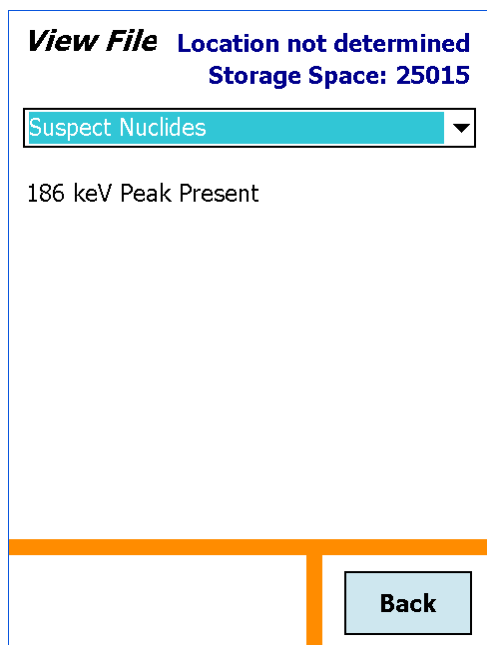 View File
Location not determined
Storage Space: 25015
Suspect Nuclides
186 keV Peak Present
Back